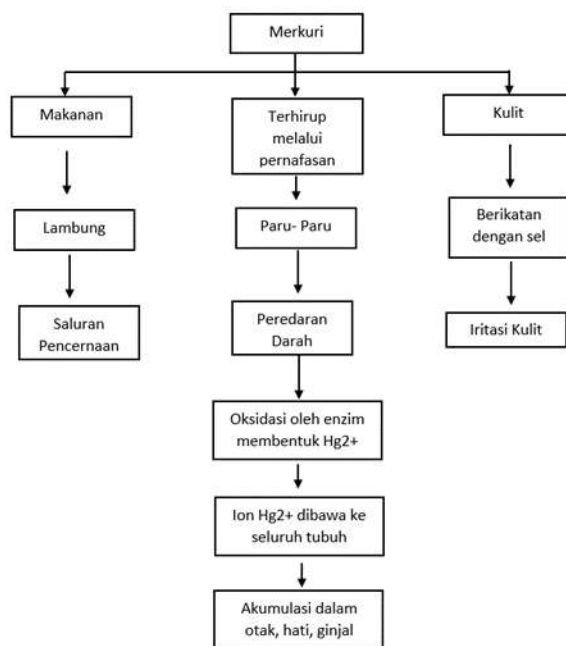 Merkuri
Makanan
Terhirup
melalui
pernafasan
Kulit
Lambung
Paru- Paru
Berikatan
dengan sel
Saluran
Pencernaan
Peredaran
Darah
Iritasi Kulit
Oksidasi oleh enzim
membentuk Hg2+
Ion Hg2+ dibawa ke
seluruh tubuh
Akumulasi dalam
otak, hati, ginjal